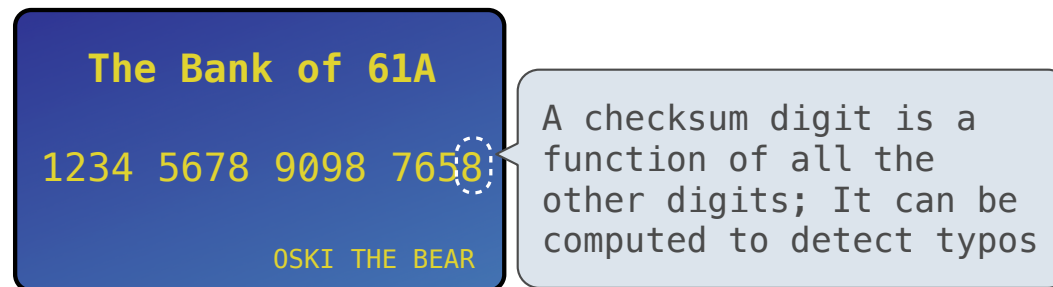 The Bank of 61A
1234 5678 9098 7658
OSKI THE BEAR
A checksum digit is a
function of all the
other digits; It can be
computed to detect typos